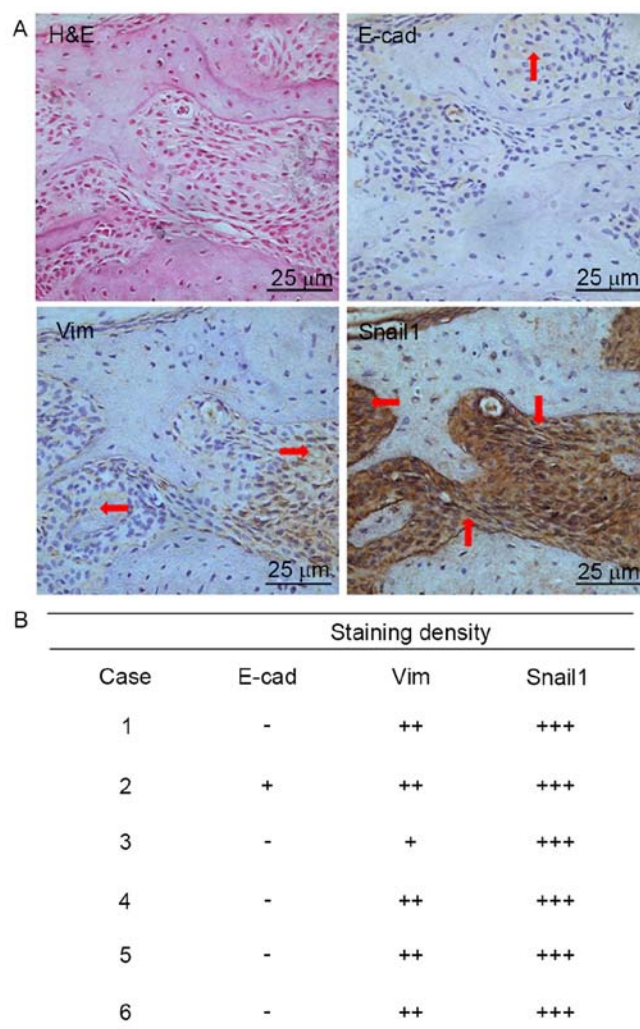 A
H&E
E-cad
25 μm
25 μm
Vim
Snail1
25 μm
25 μm
B
Staining density
Case E-cad Vim Snail1
1 - ++ +++
2 + ++ +++
3 - + +++
4 - ++ +++
5 - ++ +++
6 - ++ +++